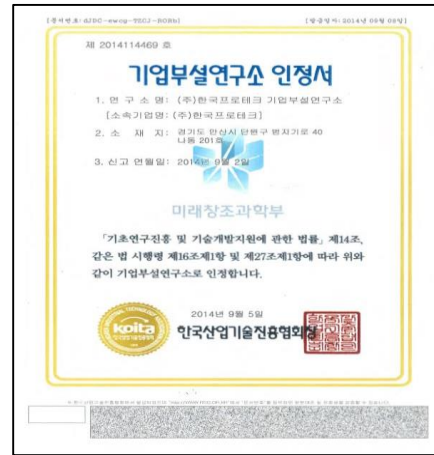 제 2014114469 호
기업부설연구소 인정서
1. 연 구 소 명: (주)한국프로테크 기업부설연구소
[소속기업명: (주)한국프로테크]
2. 소 재 지: 경기도 안산시 단원구 범지기로 40
나동 201호
3. 신고 연월일: 2014년 9월 2일
미래창조과학부
「기초연구진흥 및 기술개발지원에 관한 법률」 제14조,
같은 법 시행령 제16조제1항 및 제27조제1항에 따라 위와
같이 기업부설연구소로 인정합니다.
2014년 9월 5일
koita
한국산업기술진흥협회장